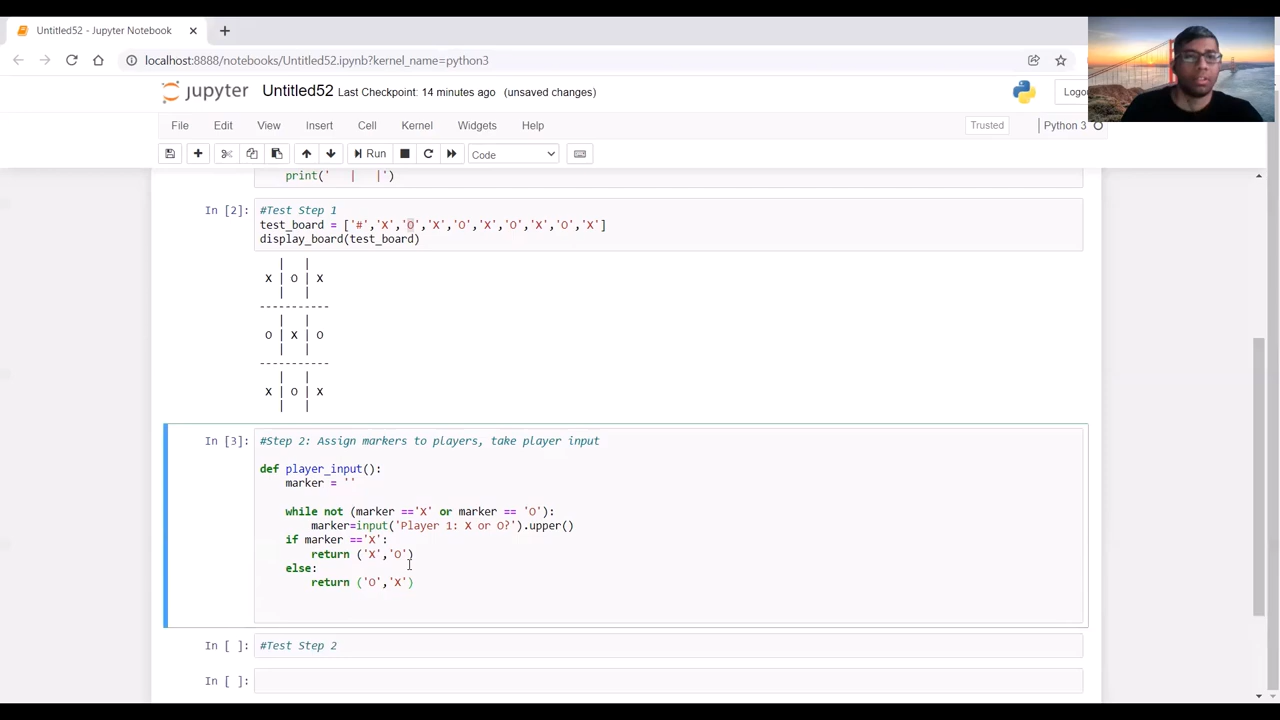 Untitled52 - Jupyter Notebook
localhost:8888/notebooks/Untitled52.ipynb?kernel_name=python3
jupyter Untitled52 Last Checkpoint: 14 minutes ago (unsaved changes)
Logo
File Edit View Insert Cell Kernel Widgets Help
Trusted
Python 3
Run
Code
print('   |   |')
In [2]:
#Test Step 1
test_board = ['#','X','O','X','O','X','O','X','O','X']
display_board(test_board)
   |   |
 X | O | X
   |   |
-----------
   |   |
 O | X | O
   |   |
-----------
   |   |
 X | O | X
   |   |
In [3]:
#Step 2: Assign markers to players, take player input
def player_input():
    marker = ''
    while not (marker =='X' or marker == 'O'):
        marker=input('Player 1: X or O?').upper()
    if marker =='X':
        return ('X','O')
    else:
        return ('O','X')
In [ ]:
#Test Step 2
In [ ]: